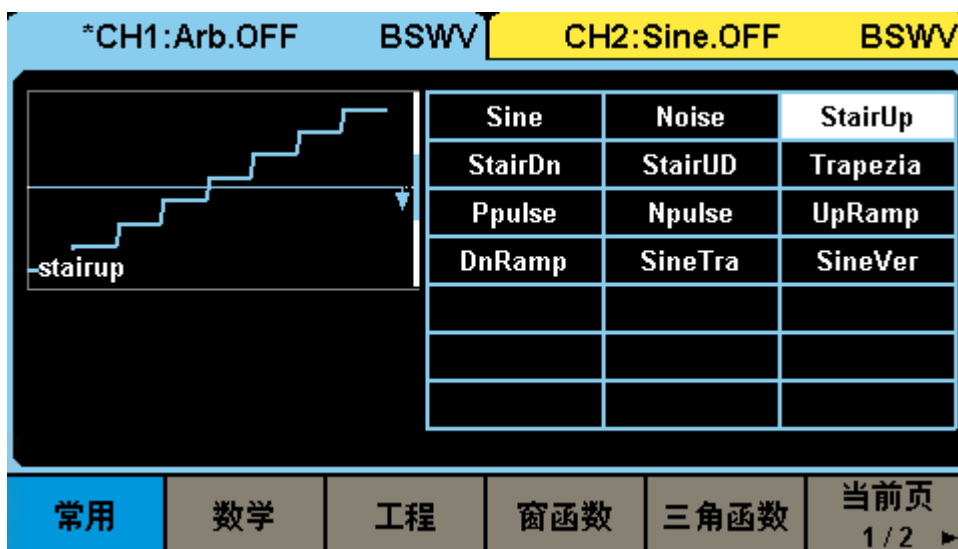 *CH1:Arb.OFF BSWV CH2:Sine.OFF BSWV
Sine Noise StairUp
StairDn StairUD Trapezia
Ppulse Npulse UpRamp
stairup
DnRamp SineTra SineVer
常用 数学 工程 窗函数 三角函数 当前页
1/2